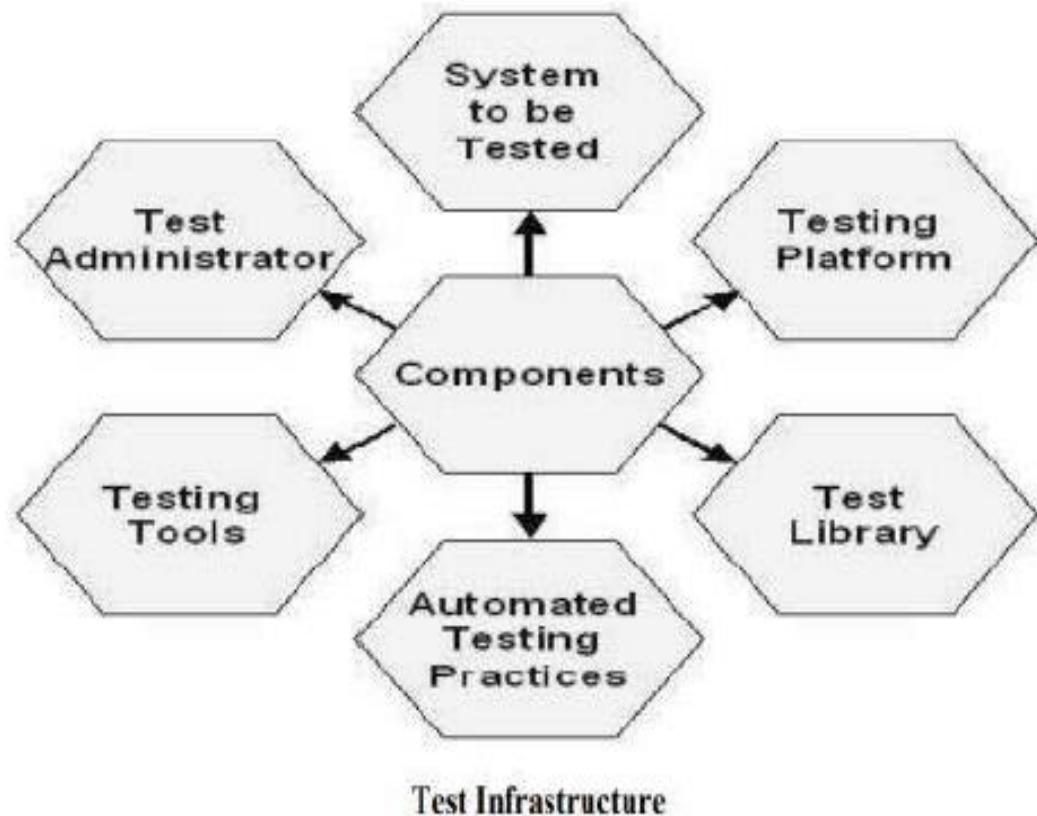 System
to be
Tested
Test
Administrator
Testing
Platform
Components
Testing
Tools
Test
Library
Automated
Testing
Practices
Test Infrastructure